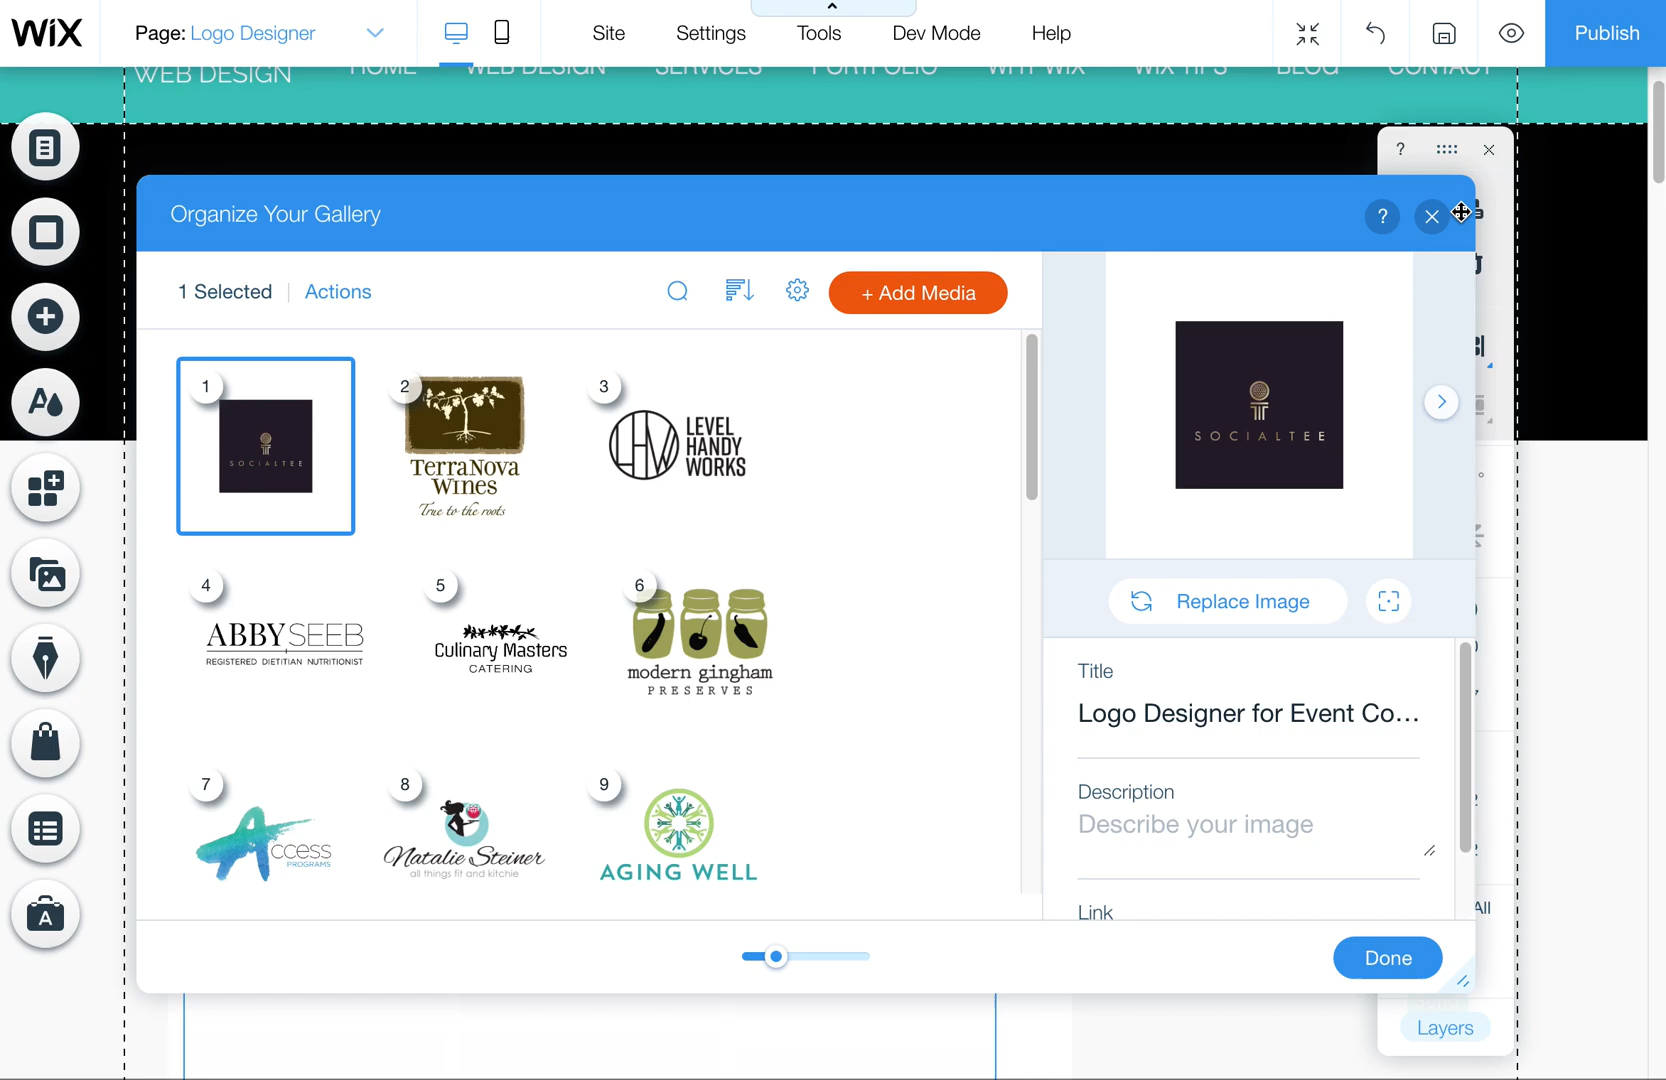 WIX
Page: Logo Designer
Site
Settings
Tools
Dev Mode
Help
Publish
WEB DESIGN
HOME
WEB DESIGN
SERVICES
PORTFOLIO
WHY WIX
WIX TIPS
BLOG
CONTACT
?
Organize Your Gallery
?
1 Selected
Actions
+ Add Media
1
SOCIALTEE
2
TerraNova
Wines
True to the roots
3
LHW
LEVEL
HANDY
WORKS
SOCIALTEE
4
ABBY SEEB
REGISTERED DIETITIAN NUTRITIONIST
5
Culinary Masters
CATERING
6
modern gingham
PRESERVES
Replace Image
Title
Logo Designer for Event Co...
Description
Describe your image
Link
7
Access
PROGRAMS
8
Natalie Steiner
all things fit and kitchie
9
AGING WELL
All
Done
Layers